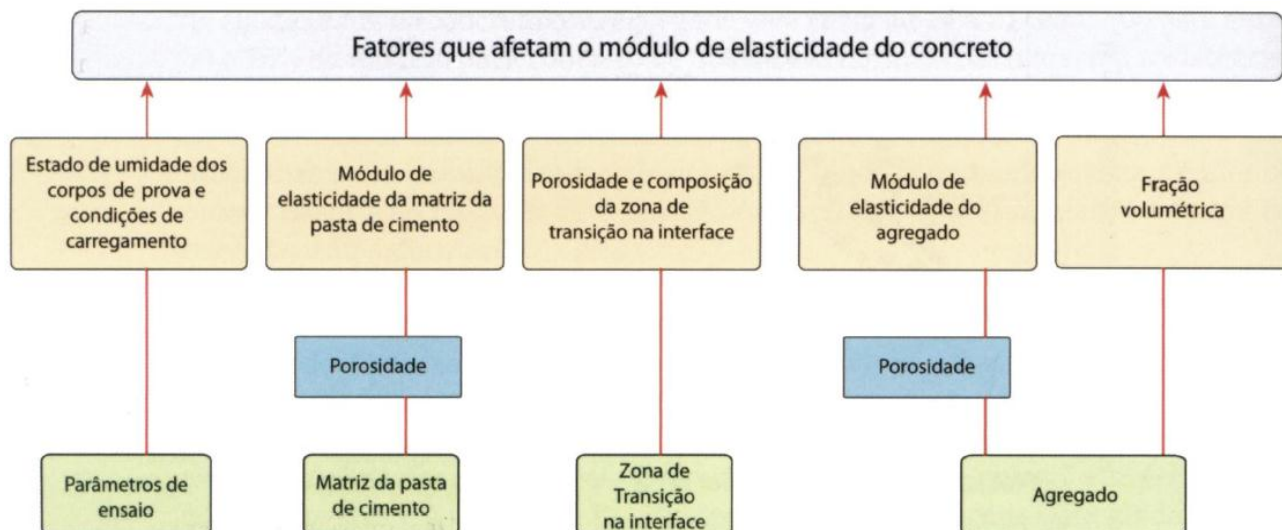 Fatores que afetam o módulo de elasticidade do concreto
Estado de umidade dos
corpos de prova e
condições de
carregamento
Módulo de
elasticidade da matriz da
pasta de cimento
Porosidade e composição
da zona de
transição na interface
Módulo de
elasticidade do
agregado
Fração
volumétrica
Porosidade
Porosidade
Parâmetros de
ensaio
Matriz da pasta
de cimento
Zona de
Transição
na interface
Agregado